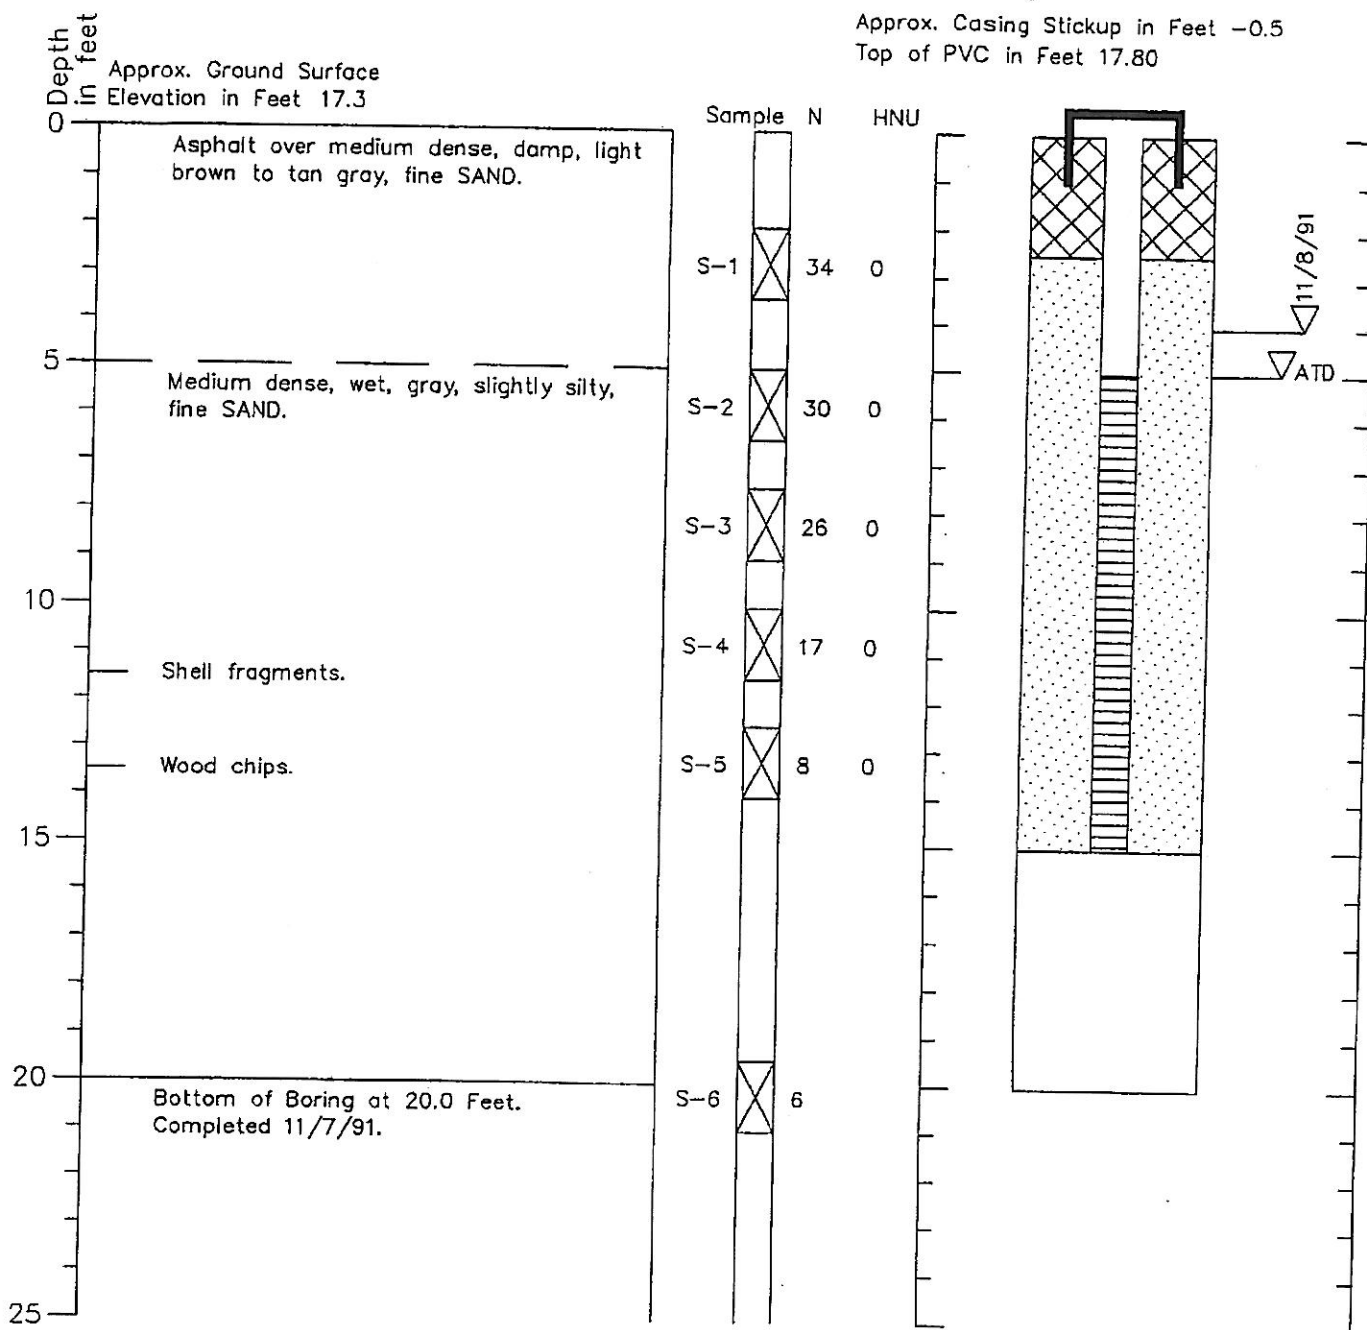 Approx. Casing Stickup in Feet -0.5
Top of PVC in Feet 17.80
Depth
in feet
Approx. Ground Surface
Elevation in Feet 17.3
Sample N HNU
0
Asphalt over medium dense, damp, light
brown to tan gray, fine SAND.
S-1 34 0
11/8/91
5
ATD
Medium dense, wet, gray, slightly silty,
fine SAND.
S-2 30 0
S-3 26 0
10
S-4 17 0
Shell fragments.
Wood chips.
S-5 8 0
15
20
Bottom of Boring at 20.0 Feet.
Completed 11/7/91.
S-6 6
25